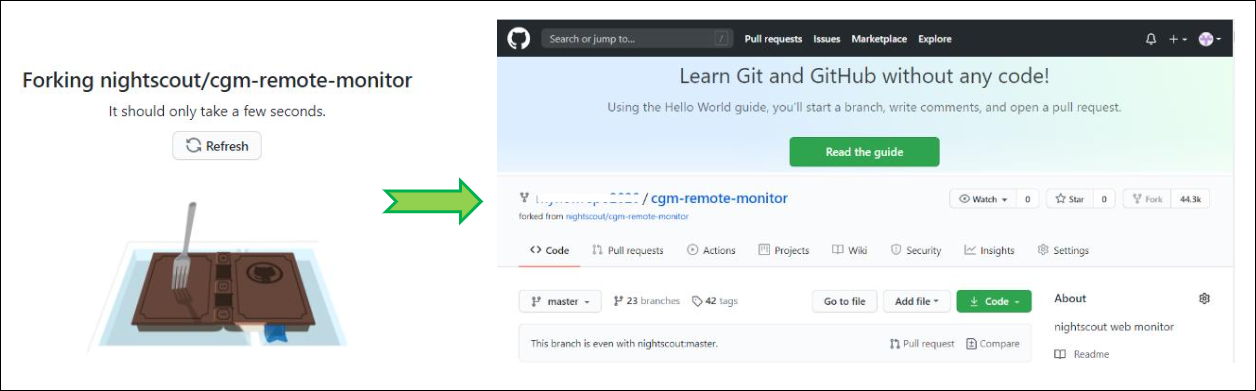 Forking nightscout/cgm-remote-monitor
It should only take a few seconds.
Refresh
Search or jump to...
/
Pull requests Issues Marketplace Explore
Learn Git and GitHub without any code!
Using the Hello World guide, you'll start a branch, write comments, and open a pull request.
Read the guide
/ cgm-remote-monitor
Watch 0 Star 0 Fork 44.3k
forked from nightscout/cgm-remote-monitor
Code Pull requests Actions Projects Wiki Security Insights Settings
master 23 branches 42 tags Go to file Add file Code
About
nightscout web monitor
This branch is even with nightscout:master. Pull request Compare
Readme